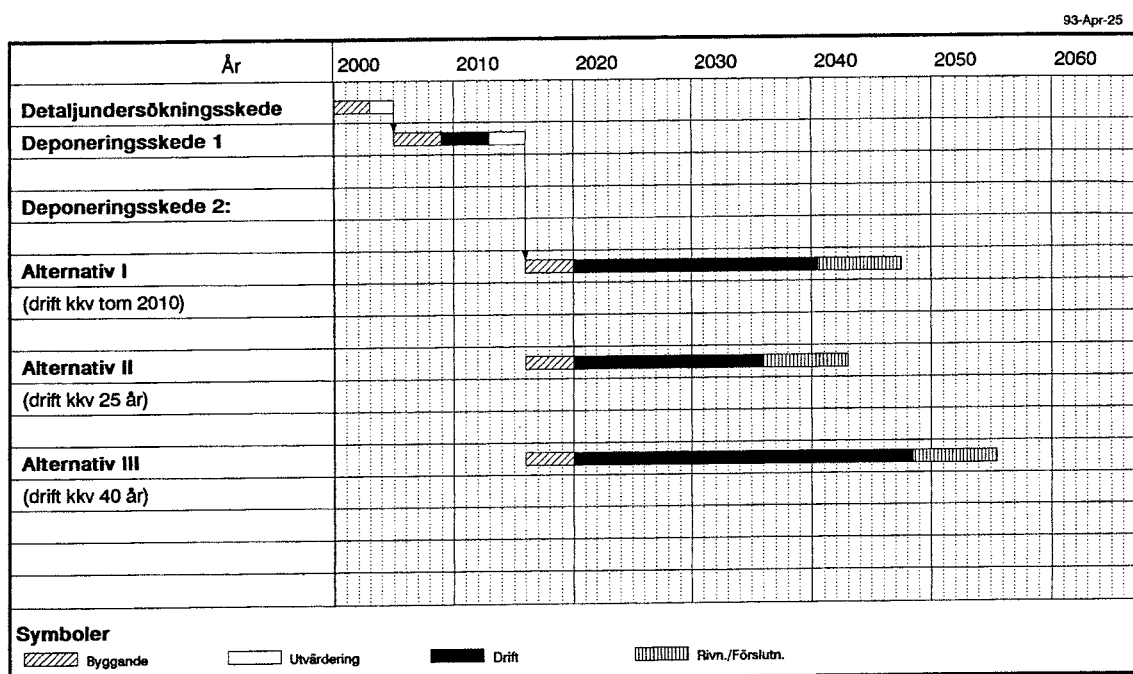 93-Apr-25
År 2000 2010 2020 2030 2040 2050 2060
Detaljundersökningsskede
Deponeringsskede 1
Deponeringsskede 2:
Alternativ I
(drift kkv tom 2010)
Alternativ II
(drift kkv 25 år)
Alternativ III
(drift kkv 40 år)
Symboler
Byggande Utvärdering Drift Rivn./Förslutn.